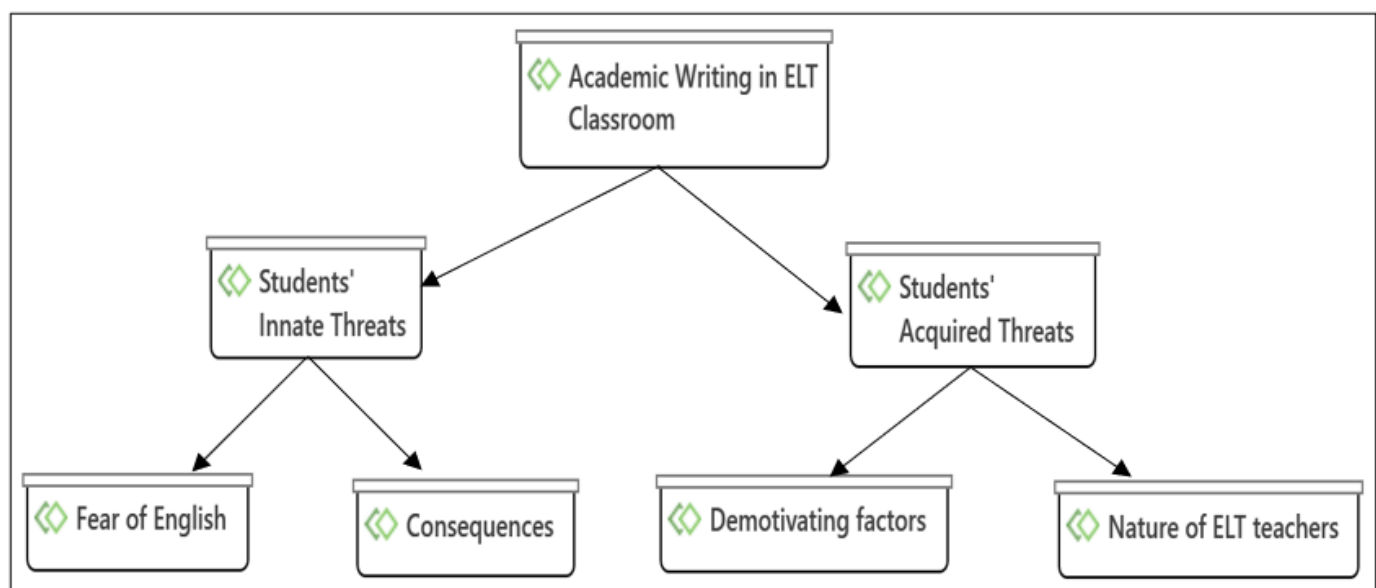 Academic Writing in ELT
Classroom
Students'
Innate Threats
Students'
Acquired Threats
Fear of English
Consequences
Demotivating factors
Nature of ELT teachers